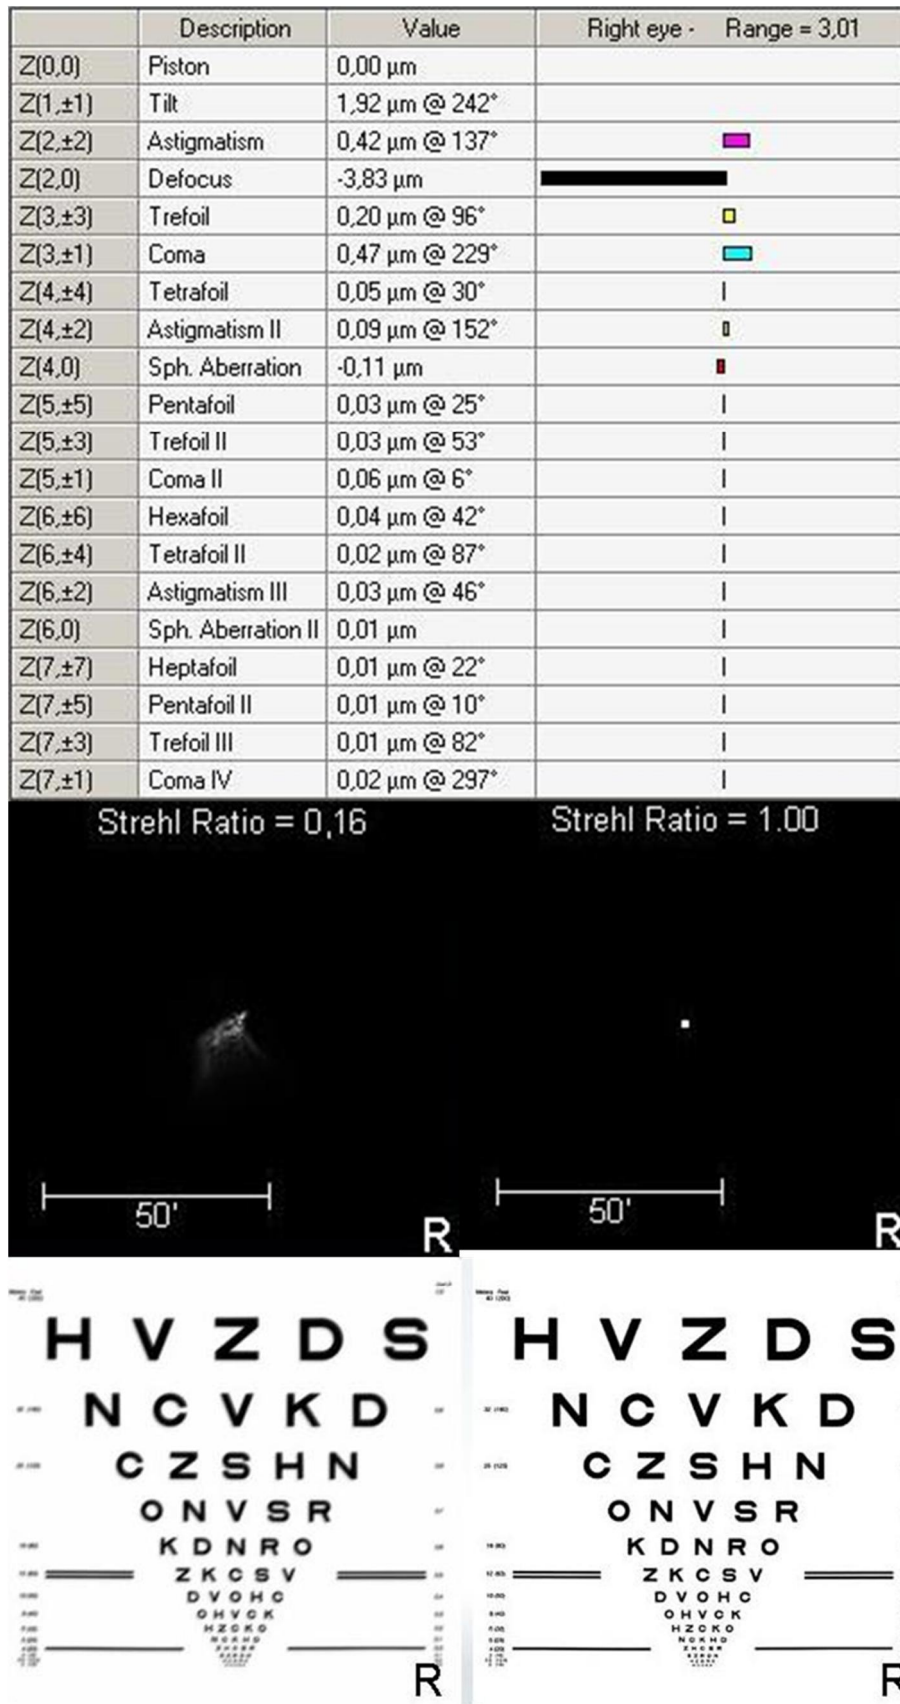 Description Value Right eye - Range = 3,01
Z(0,0) Piston 0,00 µm
Z(1,±1) Tilt 1,92 µm @ 242°
Z(2,±2) Astigmatism 0,42 µm @ 137°
Z(2,0) Defocus -3,83 µm
Z(3,±3) Trefoil 0,20 µm @ 96°
Z(3,±1) Coma 0,47 µm @ 229°
Z(4,±4) Tetrafoil 0,05 µm @ 30°
Z(4,±2) Astigmatism II 0,09 µm @ 152°
Z(4,0) Sph. Aberration -0,11 µm
Z(5,±5) Pentafoil 0,03 µm @ 25°
Z(5,±3) Trefoil II 0,03 µm @ 53°
Z(5,±1) Coma II 0,06 µm @ 6°
Z(6,±6) Hexafoil 0,04 µm @ 42°
Z(6,±4) Tetrafoil II 0,02 µm @ 87°
Z(6,±2) Astigmatism III 0,03 µm @ 46°
Z(6,0) Sph. Aberration II 0,01 µm
Z(7,±7) Heptafoil 0,01 µm @ 22°
Z(7,±5) Pentafoil II 0,01 µm @ 10°
Z(7,±3) Trefoil III 0,01 µm @ 82°
Z(7,±1) Coma IV 0,02 µm @ 297°
Strehl Ratio = 0,16 Strehl Ratio = 1.00
50' 50'
R R
H V Z D S H V Z D S
N C V K D N C V K D
C Z S H N C Z S H N
O N V S R O N V S R
K D N R O K D N R O
Z K C S V Z K C S V
D V O H C D V O H C
O H V C K O H V C K
H Z C K O H Z C K O
N C K H D N C K H D
R R